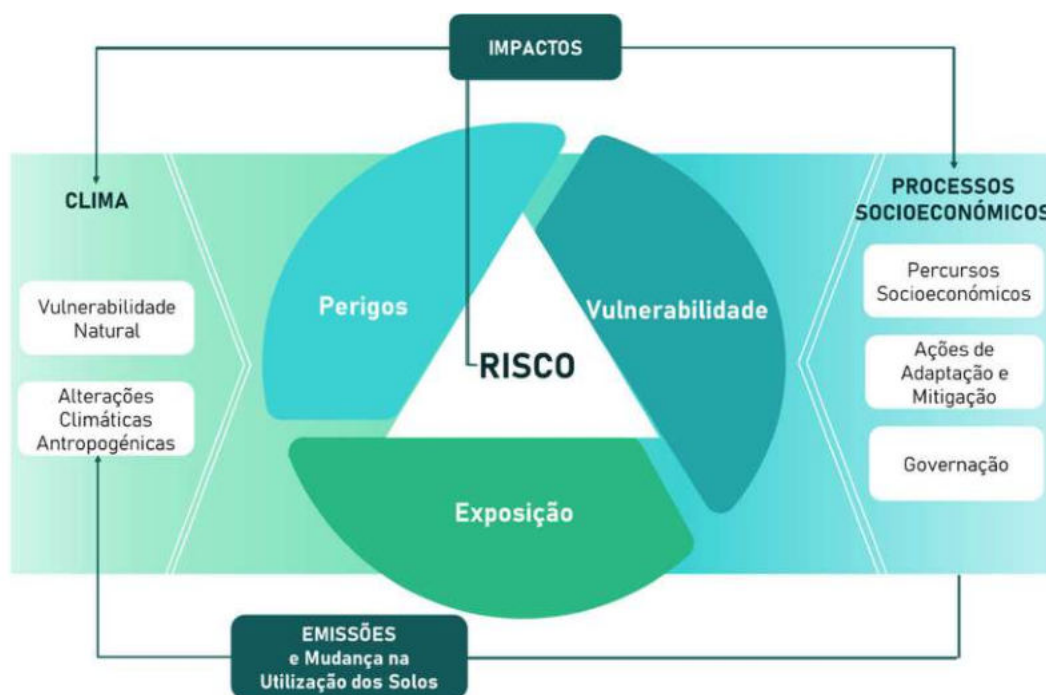 IMPACTOS
CLIMA
Vulnerabilidade
Natural
Alterações
Climáticas
Antropogénicas
Perigos
Vulnerabilidade
RISCO
Exposição
PROCESSOS
SOCIOECONÓMICOS
Percursos
Socioeconómicos
Ações de
Adaptação e
Mitigação
Governação
EMISSÕES
e Mudança na
Utilização dos Solos